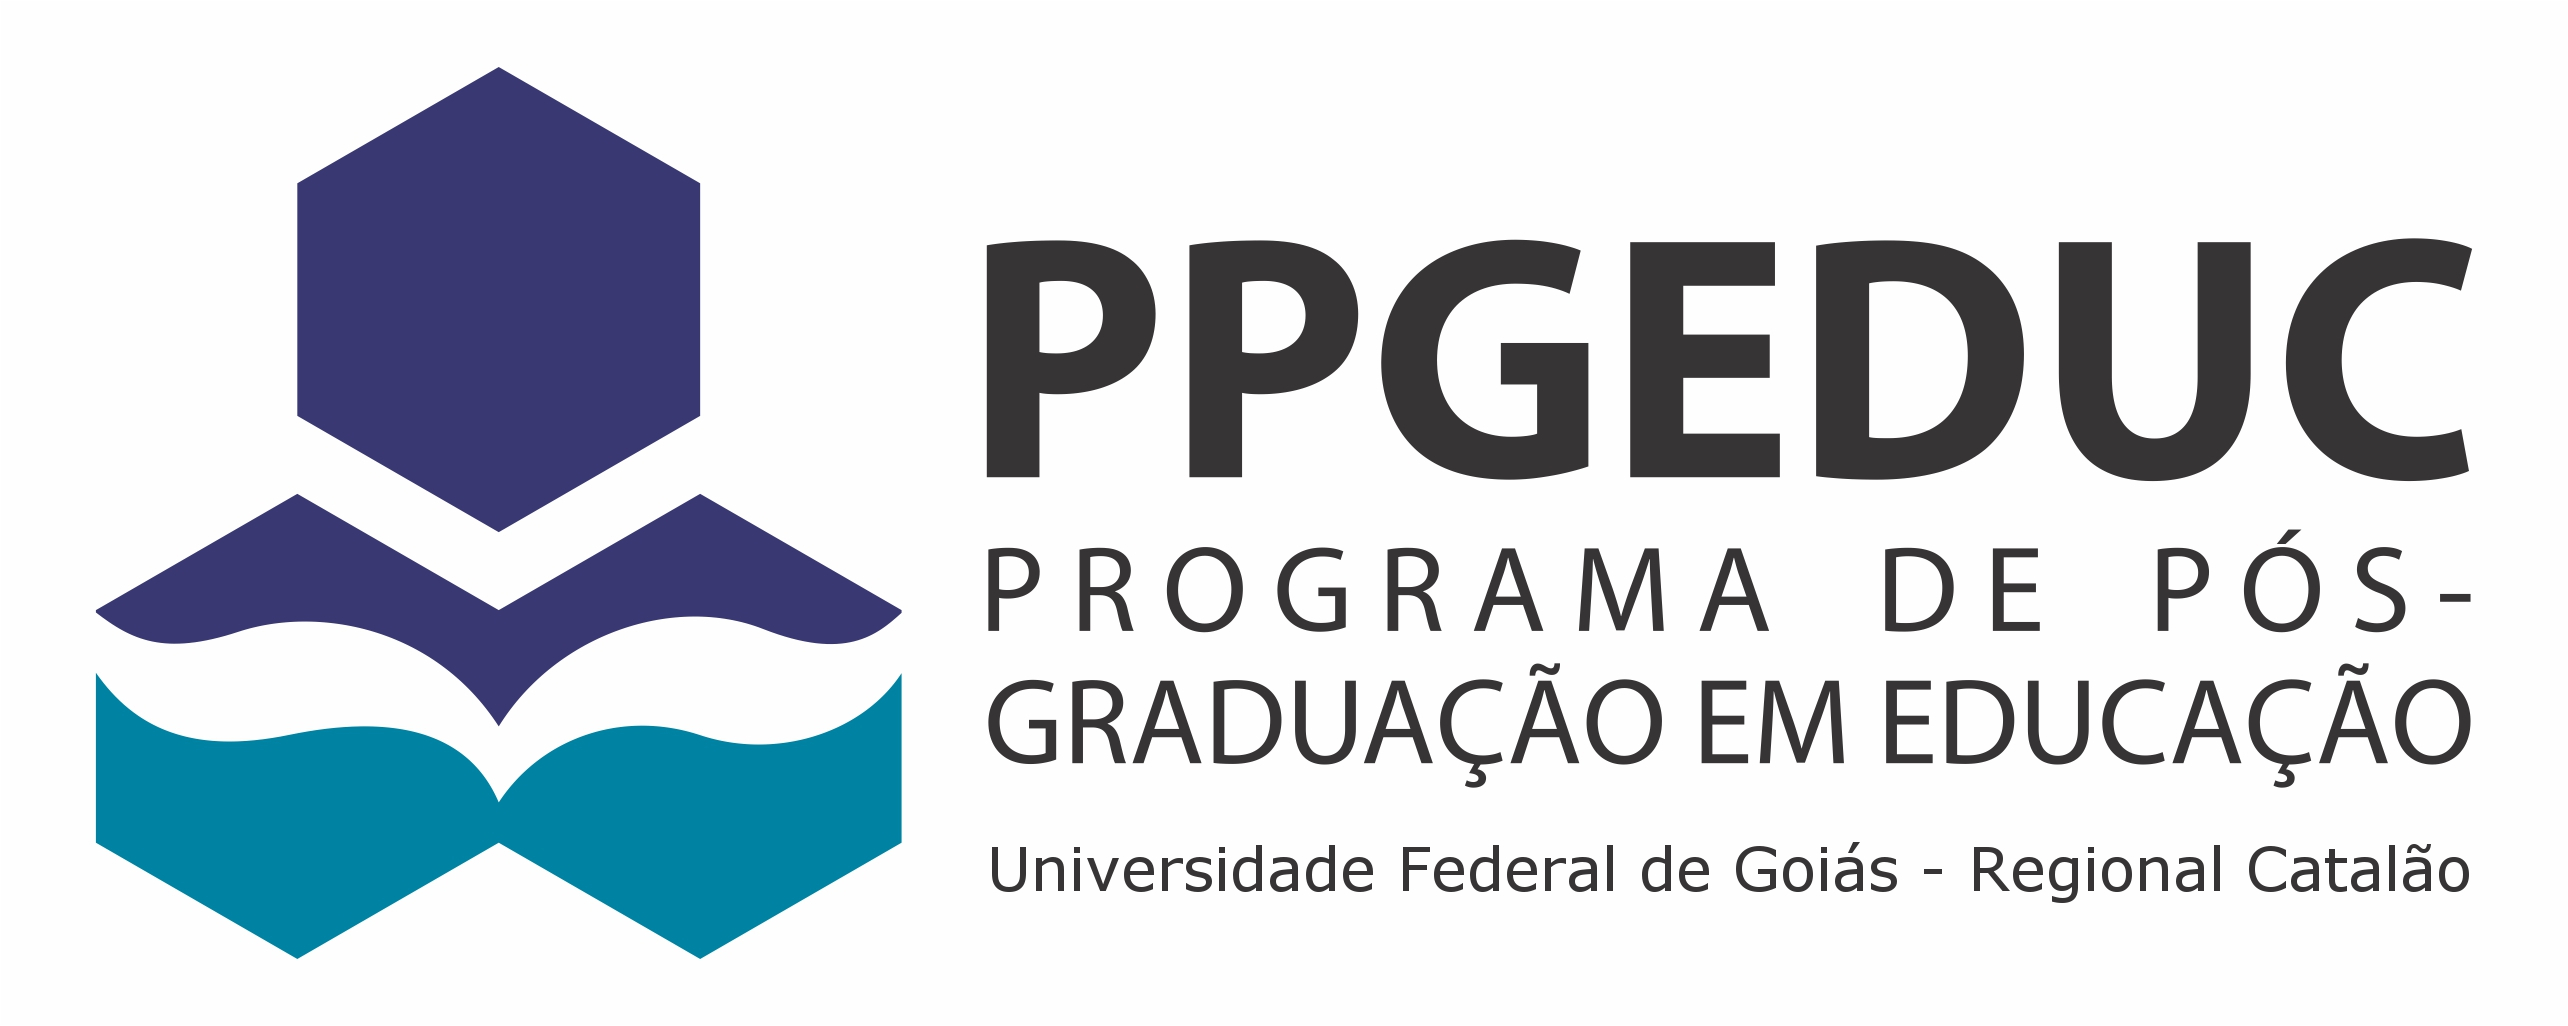 PPGEDUC
PROGRAMA DE PÓS-
GRADUAÇÃO EM EDUCAÇÃO
Universidade Federal de Goiás - Regional Catalão